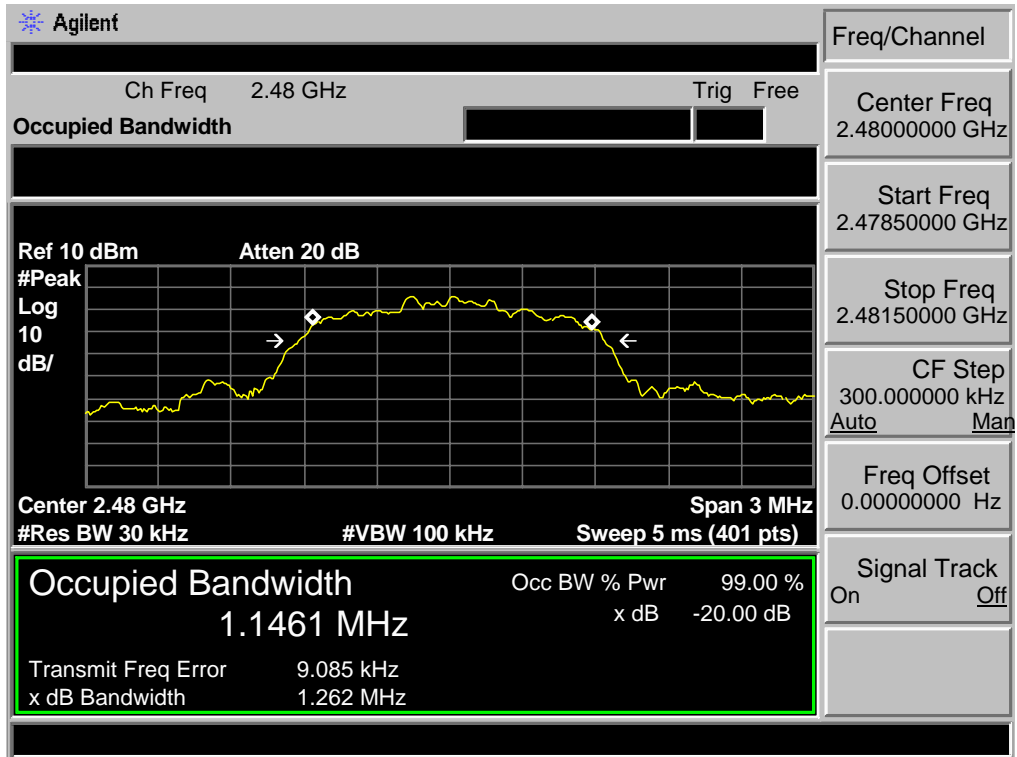 Agilent
Freq/Channel
Ch Freq 2.48 GHz Trig Free
Occupied Bandwidth
Center Freq
2.48000000 GHz
Start Freq
2.47850000 GHz
Stop Freq
2.48150000 GHz
CF Step
300.000000 kHz
Auto Man
Freq Offset
0.00000000 Hz
Signal Track
On Off
Ref 10 dBm Atten 20 dB
#Peak
Log
10
dB/
Center 2.48 GHz Span 3 MHz
#Res BW 30 kHz #VBW 100 kHz Sweep 5 ms (401 pts)
Occupied Bandwidth Occ BW % Pwr 99.00 %
1.1461 MHz x dB -20.00 dB
Transmit Freq Error 9.085 kHz
x dB Bandwidth 1.262 MHz